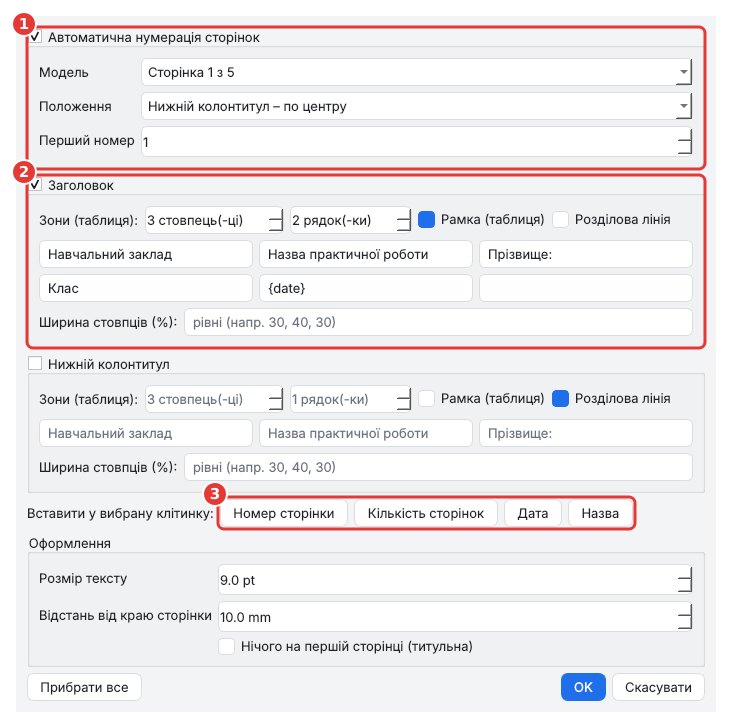 1
Автоматична нумерація сторінок
Модель Сторінка 1 з 5
Положення Нижній колонтитул – по центру
Перший номер 1
2
Заголовок
Зони (таблиця): 3 стовпець(-ці) 2 рядок(-ки) Рамка (таблиця) Розділова лінія
Навчальний заклад Назва практичної роботи Прізвище:
Клас {date}
Ширина стовпців (%): рівні (напр. 30, 40, 30)
Нижній колонтитул
Зони (таблиця): 3 стовпець(-ці) 1 рядок(-ки) Рамка (таблиця) Розділова лінія
Навчальний заклад Назва практичної роботи Прізвище:
Ширина стовпців (%): рівні (напр. 30, 40, 30)
3
Вставити у вибрану клітинку: Номер сторінки Кількість сторінок Дата Назва
Оформлення
Розмір тексту 9.0 pt
Відстань від краю сторінки 10.0 mm
Нічого на першій сторінці (титульна)
Прибрати все OK Скасувати